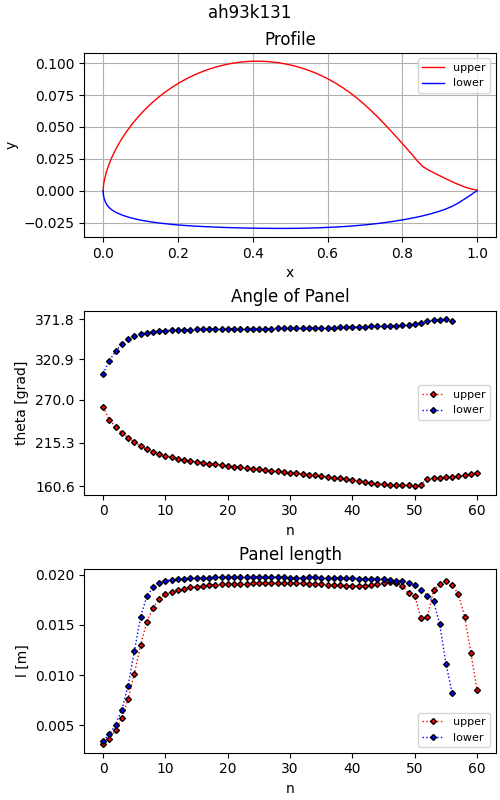 ah93k131
Profile
0.100
0.075
0.050
0.025
0.000
−0.025
y
upper
lower
0.0 0.2 0.4 0.6 0.8 1.0
x
Angle of Panel
371.8
320.9
270.0
215.3
160.6
theta [grad]
upper
lower
0 10 20 30 40 50 60
n
Panel length
0.020
0.015
0.010
0.005
l [m]
upper
lower
0 10 20 30 40 50 60
n